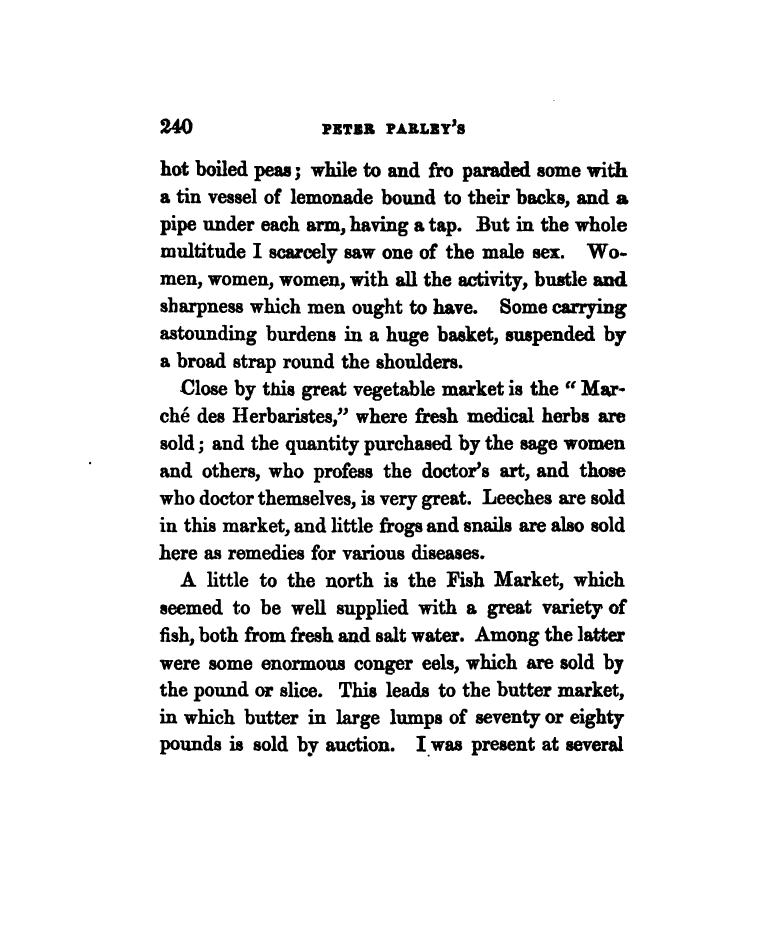 240 PETER PARLEY'S
hot boiled peas; while to and fro paraded some with
a tin vessel of lemonade bound to their backs, and a
pipe under each arm, having a tap. But in the whole
multitude I scarcely saw one of the male sex. Wo-
men, women, women, with all the activity, bustle and
sharpness which men ought to have. Some carrying
astounding burdens in a huge basket, suspended by
a broad strap round the shoulders.
Close by this great vegetable market is the “ Mar-
ché des Herbaristes,” where fresh medical herbs are
sold; and the quantity purchased by the sage women
and others, who profess the doctor's art, and those
who doctor themselves, is very great. Leeches are sold
in this market, and little frogs and snails are also sold
here as remedies for various diseases.
A little to the north is the Fish Market, which
seemed to be well supplied with a great variety of
fish, both from fresh and salt water. Among the latter
were some enormous conger eels, which are sold by
the pound or slice. This leads to the butter market,
in which butter in large lumps of seventy or eighty
pounds is sold by auction. I was present at several